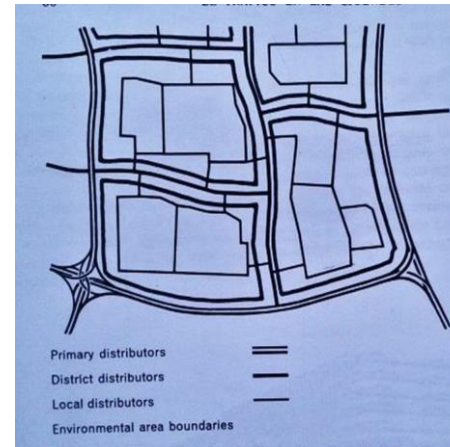 Primary distributors
District distributors
Local distributors
Environmental area boundaries